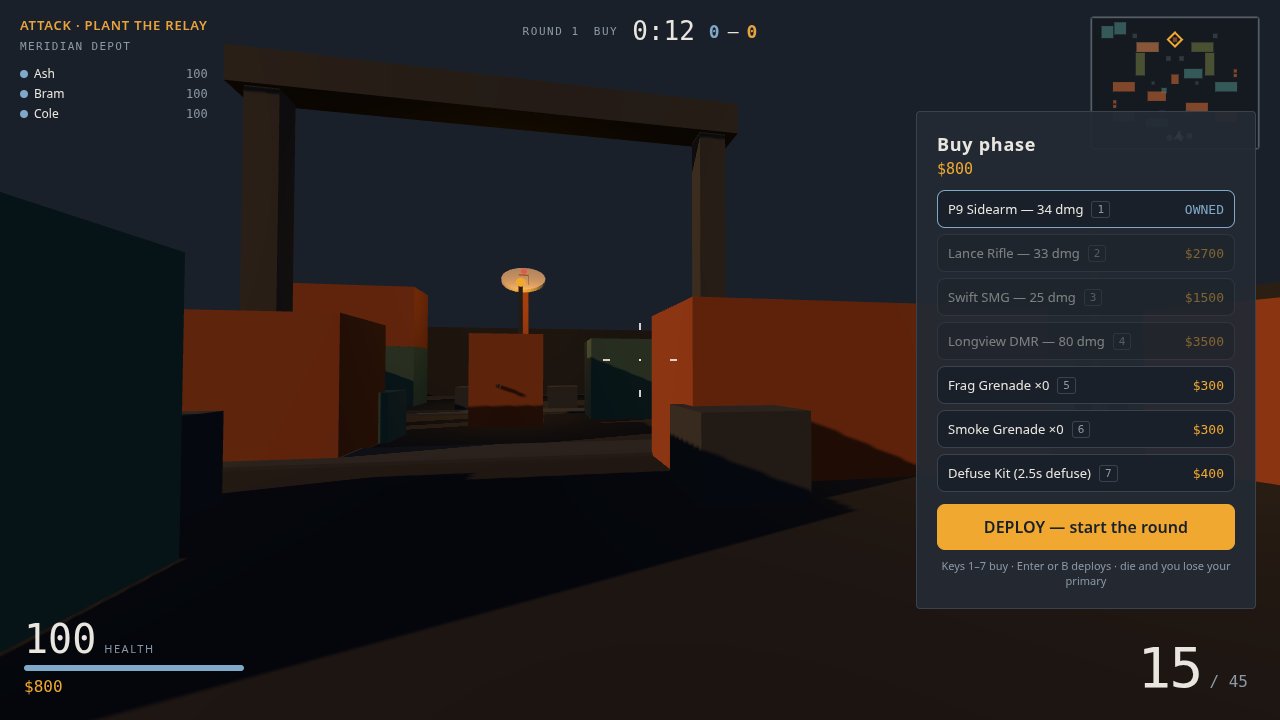 ATTACK · PLANT THE RELAY
MERIDIAN DEPOT
Ash 100
Bram 100
Cole 100
ROUND 1 BUY 0:12 0 — 0
Buy phase
$800
P9 Sidearm — 34 dmg 1 OWNED
Lance Rifle — 33 dmg 2 $2700
Swift SMG — 25 dmg 3 $1500
Longview DMR — 80 dmg 4 $3500
Frag Grenade ×0 5 $300
Smoke Grenade ×0 6 $300
Defuse Kit (2.5s defuse) 7 $400
DEPLOY — start the round
Keys 1–7 buy · Enter or B deploys · die and you lose your
primary
100 HEALTH
$800
15 / 45